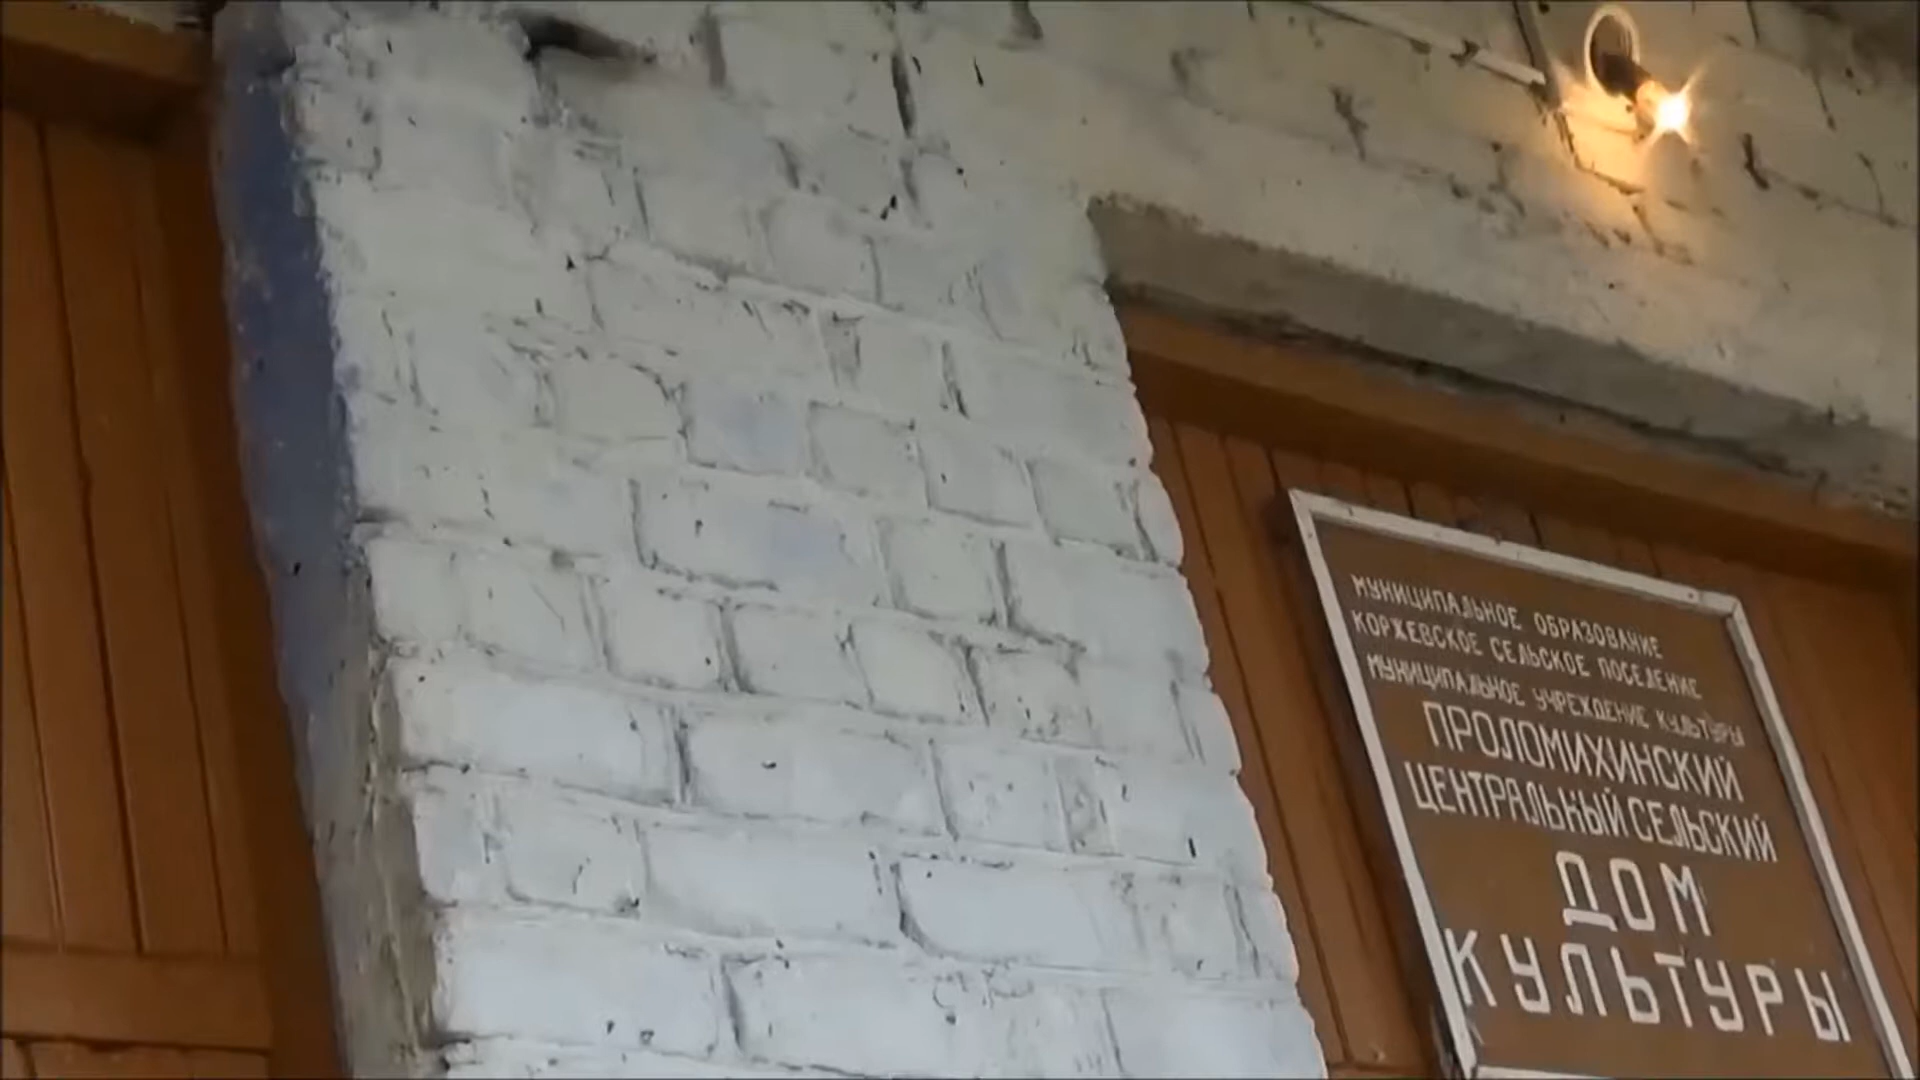 МУНИЦИПАЛЬНОЕ ОБРАЗОВАНИЕ
КОРЖЕВСКОЕ СЕЛЬСКОЕ ПОСЕЛЕНИЕ
МУНИЦИПАЛЬНОЕ УЧРЕЖДЕНИЕ КУЛЬТУРЫ
ПРОЛОМИХИНСКИЙ
ЦЕНТРАЛЬНЫЙ СЕЛЬСКИЙ
ДОМ
КУЛЬТУРЫ